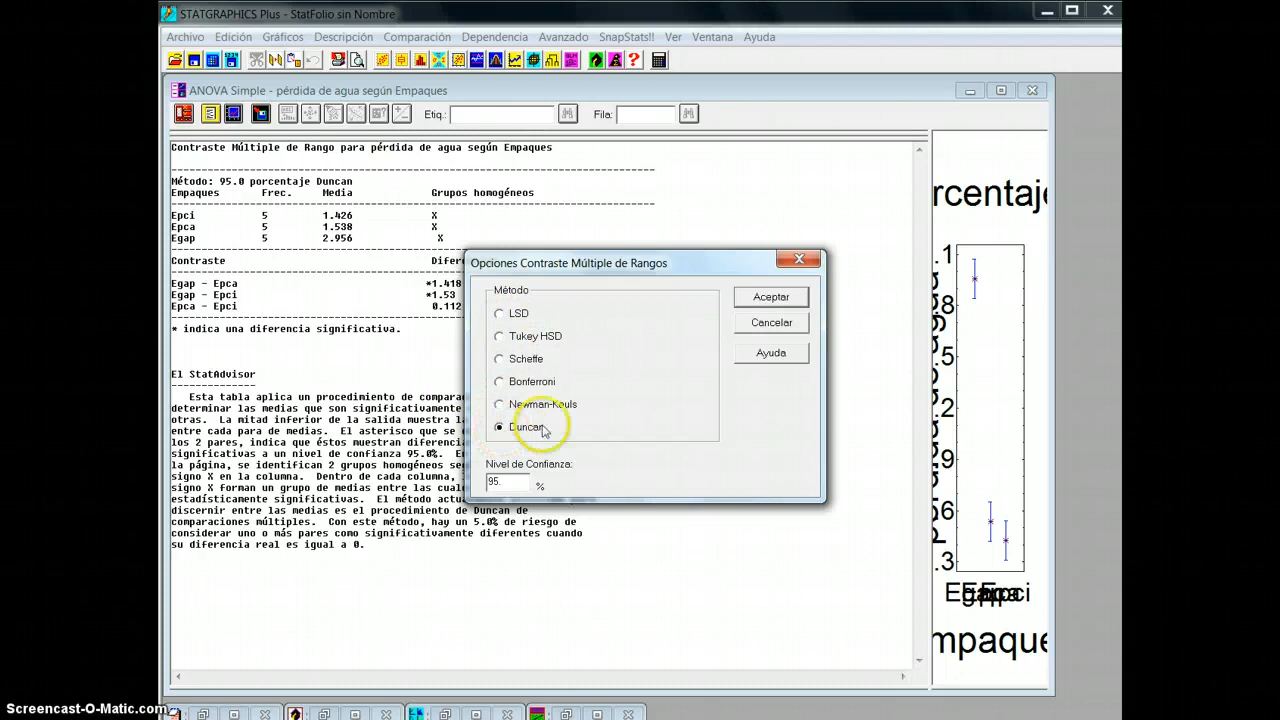 STATGRAPHICS Plus - StatFolio sin Nombre
Archivo Edición Gráficos Descripción Comparación Dependencia Avanzado SnapStats!! Ver Ventana Ayuda
ANOVA Simple - pérdida de agua según Empaques
Etiq.: Fila:
Contraste Múltiple de Rango para pérdida de agua según Empaques
Método: 95.0 porcentaje Duncan
Empaques Frec. Media Grupos homogéneos
Epci 5 1.426 X
Epca 5 1.538 X
Egap 5 2.956 X
Contraste
Egap - Epca *1.418
Egap - Epci *1.53
Epca - Epci 0.112
* indica una diferencia significativa.
El StatAdvisor
Esta tabla aplica un procedimiento de
determinar las medias que son significativamente
otras. La mitad inferior de la salida muestra
entre cada para de medias. El asterisco que se
los 2 pares, indica que éstos muestran
significativas a un nivel de confianza 95.0%.
la página, se identifican 2 grupos homogéneos
signo X en la columna. Dentro de cada columna,
signo X forman un grupo de medias entre las
estadísticamente significativas. El método
discernir entre las medias es el procedimiento de Duncan de
comparaciones múltiples. Con este método, hay un 5.0% de riesgo de
considerar uno o más pares como significativamente diferentes cuando
su diferencia real es igual a 0.
Opciones Contraste Múltiple de Rangos
Método
LSD
Tukey HSD
Scheffe
Bonferroni
Newman-Keuls
Duncan
Nivel de Confianza:
95. %
Aceptar
Cancelar
Ayuda
rcentaje
.1
.8
.5
.2
.9
.6
.3
mpaque
Screencast-O-Matic.com